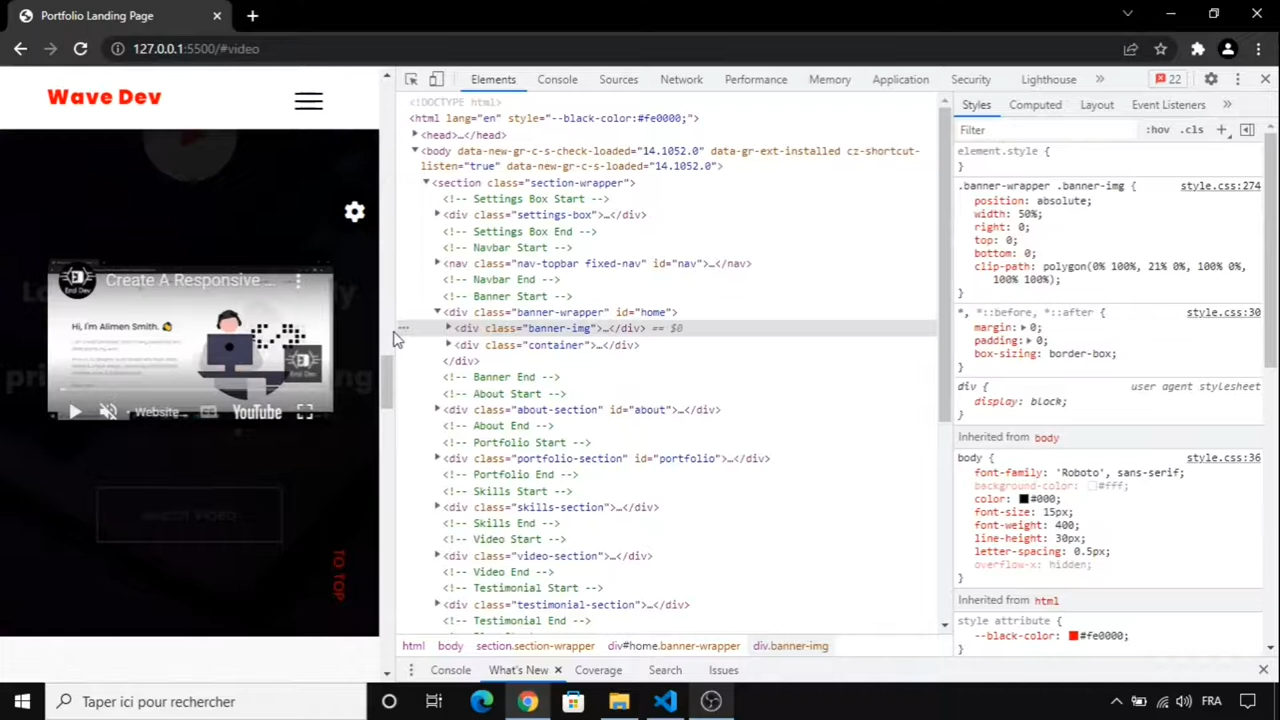 Portfolio Landing Page
127.0.0.1:5500/#video
Wave Dev
Create A Responsive ...
End Dev
Hi, I'm Alimen Smith.
End Dev
Website...
CC
YouTube
TO TOP
Elements Console Sources Network Performance Memory Application Security Lighthouse » 22
<!DOCTYPE html>
<html lang="en" style="--black-color:#fe0000;">
<head>…</head>
<body data-new-gr-c-s-check-loaded="14.1052.0" data-gr-ext-installed cz-shortcut-
listen="true" data-new-gr-c-s-loaded="14.1052.0">
<section class="section-wrapper">
<!-- Settings Box Start -->
<div class="settings-box">…</div>
<!-- Settings Box End -->
<!-- Navbar Start -->
<nav class="nav-topbar fixed-nav" id="nav">…</nav>
<!-- Navbar End -->
<!-- Banner Start -->
<div class="banner-wrapper" id="home">
<div class="banner-img">…</div> == $0
<div class="container">…</div>
</div>
<!-- Banner End -->
<!-- About Start -->
<div class="about-section" id="about">…</div>
<!-- About End -->
<!-- Portfolio Start -->
<div class="portfolio-section" id="portfolio">…</div>
<!-- Portfolio End -->
<!-- Skills Start -->
<div class="skills-section">…</div>
<!-- Skills End -->
<!-- Video Start -->
<div class="video-section">…</div>
<!-- Video End -->
<!-- Testimonial Start -->
<div class="testimonial-section">…</div>
<!-- Testimonial End -->
html body section.section-wrapper div#home.banner-wrapper div.banner-img
Styles Computed Layout Event Listeners »
Filter :hov .cls +
element.style {
}
.banner-wrapper .banner-img { style.css:274
position: absolute;
width: 50%;
right: 0;
top: 0;
bottom: 0;
clip-path: polygon(0% 100%, 21% 0%, 100% 0%,
100% 100%);
}
*, *::before, *::after { style.css:30
margin: 0;
padding: 0;
box-sizing: border-box;
}
div { user agent stylesheet
display: block;
}
Inherited from body
body { style.css:36
font-family: 'Roboto', sans-serif;
background-color: #fff;
color: #000;
font-size: 15px;
font-weight: 400;
line-height: 30px;
letter-spacing: 0.5px;
overflow-x: hidden;
}
Inherited from html
style attribute {
--black-color: #fe0000;
}
Console What's New Coverage Search Issues
Taper ici pour rechercher
FRA